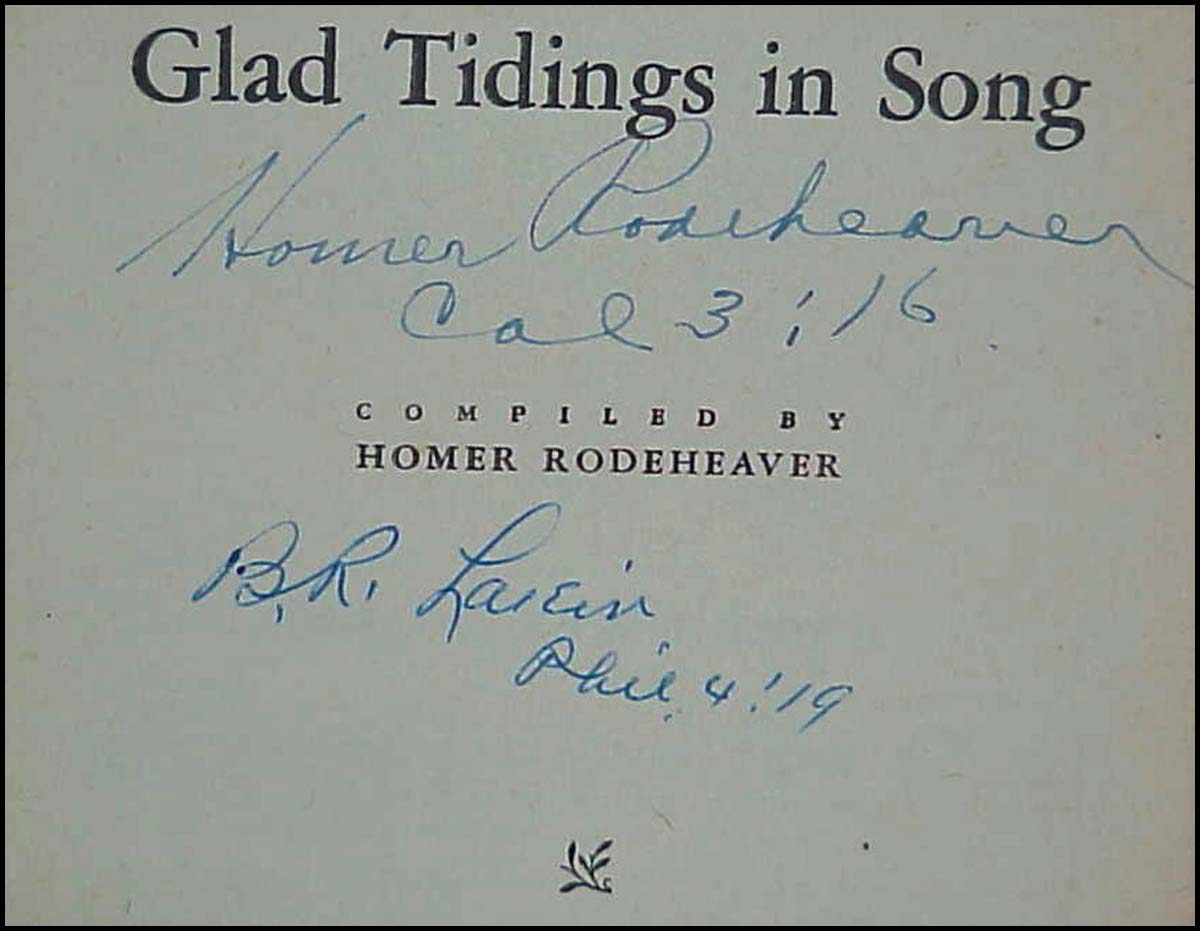 Glad Tidings in Song
Homer Rodeheaver
Col 3:16
COMPILED BY
HOMER RODEHEAVER
B.R. Lakin
Phil. 4:19